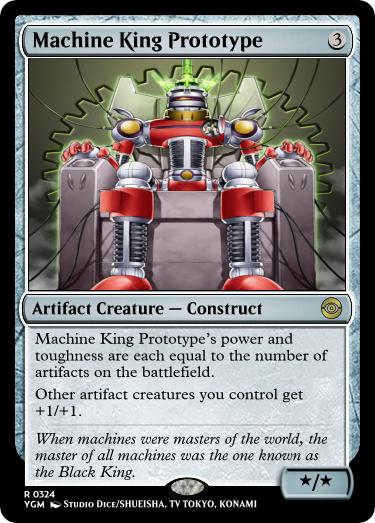 Machine King Prototype 3
Artifact Creature — Construct
Machine King Prototype's power and
toughness are each equal to the number of
artifacts on the battlefield.
Other artifact creatures you control get
+1/+1.
When machines were masters of the world, the
master of all machines was the one known as
the Black King.
★/★
R 0324
YGM Studio Dice/SHUEISHA, TV TOKYO, KONAMI